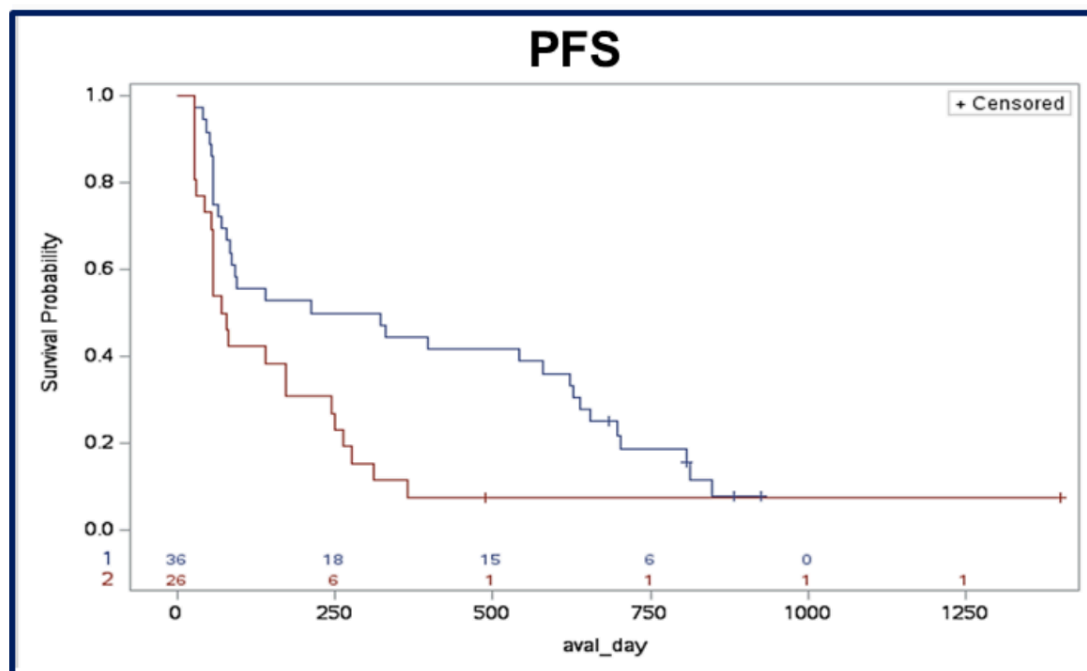 PFS
+ Censored
1.0
0.8
0.6
0.4
0.2
0.0
Survival Probability
1 36 18 15 6 0
2 26 6 1 1 1 1
0 250 500 750 1000 1250
aval_day